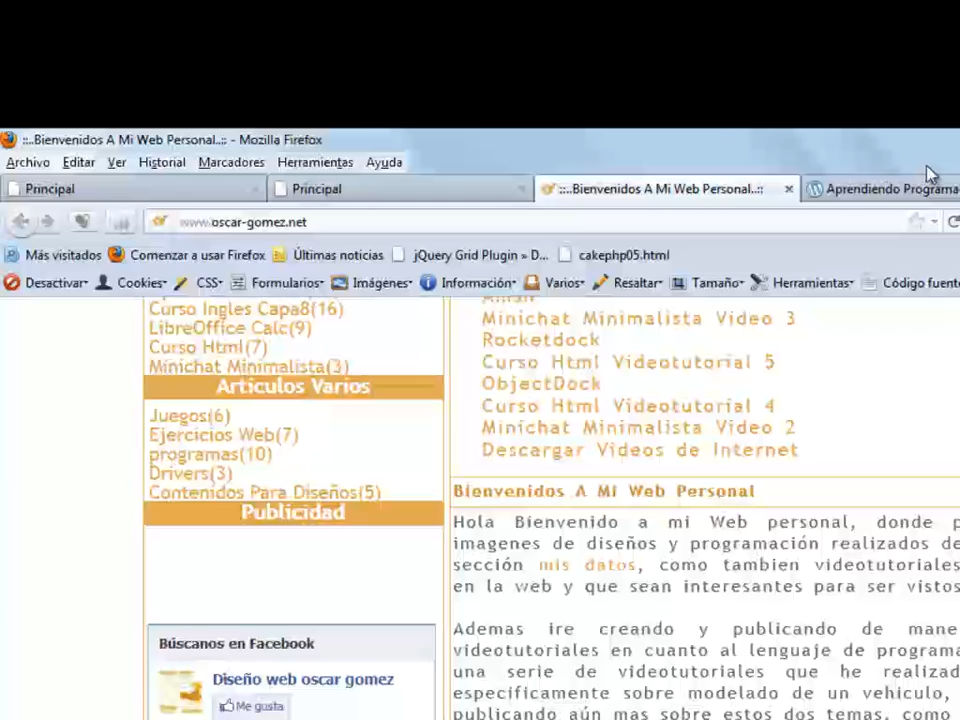 ::..Bienvenidos A Mi Web Personal..:: - Mozilla Firefox
Archivo Editar Ver Historial Marcadores Herramientas Ayuda
Principal Principal ::..Bienvenidos A Mi Web Personal..:: Aprendiendo Programa
www.oscar-gomez.net
Más visitados Comenzar a usar Firefox Últimas noticias jQuery Grid Plugin » D... cakephp05.html
Desactivar Cookies CSS Formularios Imágenes Información Varios Resaltar Tamaño Herramientas Código fuent
Curso Ingles Capa8(16)
LibreOffice Calc(9)
Curso Html(7)
Minichat Minimalista(3)
Articulos Varios
Juegos(6)
Ejercicios Web(7)
programas(10)
Drivers(3)
Contenidos Para Diseños(5)
Publicidad
Búscanos en Facebook
Diseño web oscar gomez
Me gusta
Minichat Minimalista Video 3
Rocketdock
Curso Html Videotutorial 5
ObjectDock
Curso Html Videotutorial 4
Minichat Minimalista Video 2
Descargar Videos de Internet
Bienvenidos A Mi Web Personal
Hola Bienvenido a mi Web personal, donde p
imagenes de diseños y programación realizados de
sección mis datos, como tambien videotutoriales
en la web y que sean interesantes para ser vistos
Ademas ire creando y publicando de mane
videotutoriales en cuanto al lenguaje de programa
una serie de videotutoriales que he realizad
especificamente sobre modelado de un vehiculo,
publicando aún mas sobre estos dos temas, como